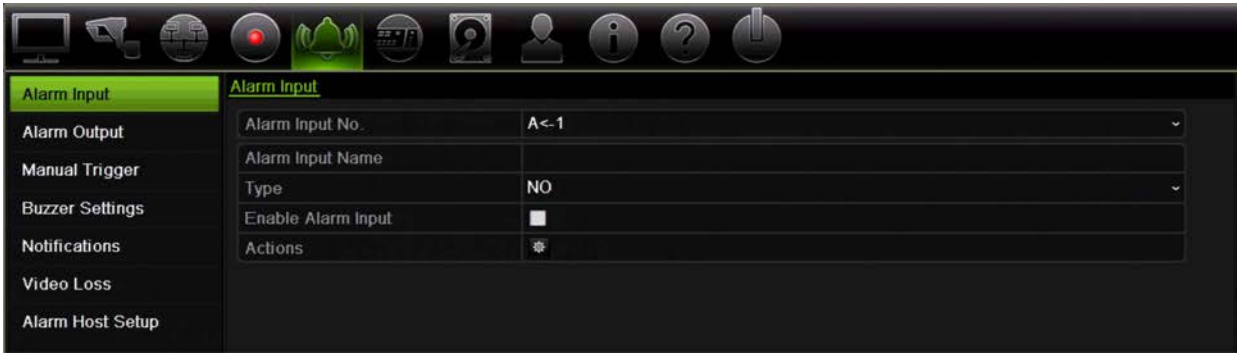 Alarm Input
Alarm Output
Manual Trigger
Buzzer Settings
Notifications
Video Loss
Alarm Host Setup
Alarm Input
Alarm Input No. A<-1
Alarm Input Name
Type NO
Enable Alarm Input
Actions